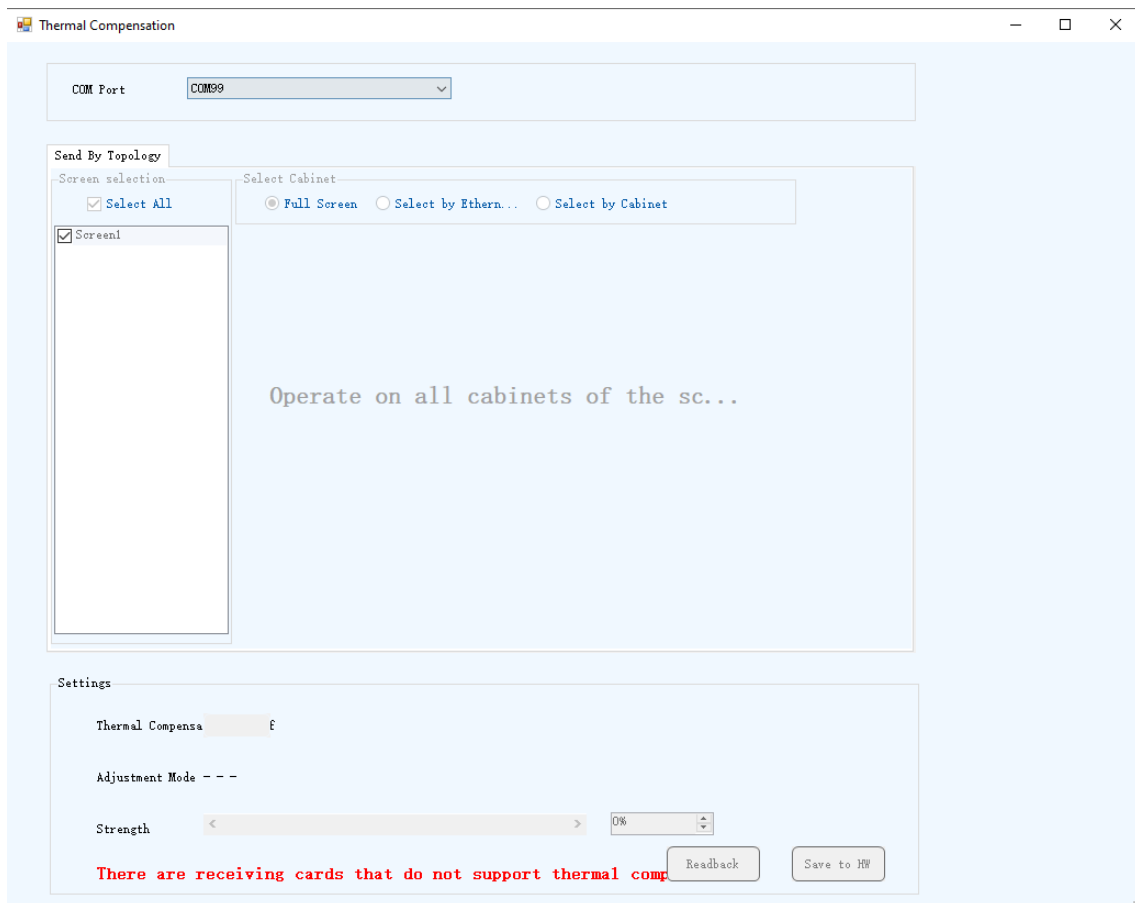 Thermal Compensation
COM Port
COM99
Send By Topology
Screen selection
Select All
Screen1
Select Cabinet
Full Screen
Select by Ethern...
Select by Cabinet
Operate on all cabinets of the sc...
Settings
Thermal Compensa
f
Adjustment Mode - - -
Strength
0%
There are receiving cards that do not support thermal comp
Readback
Save to HW